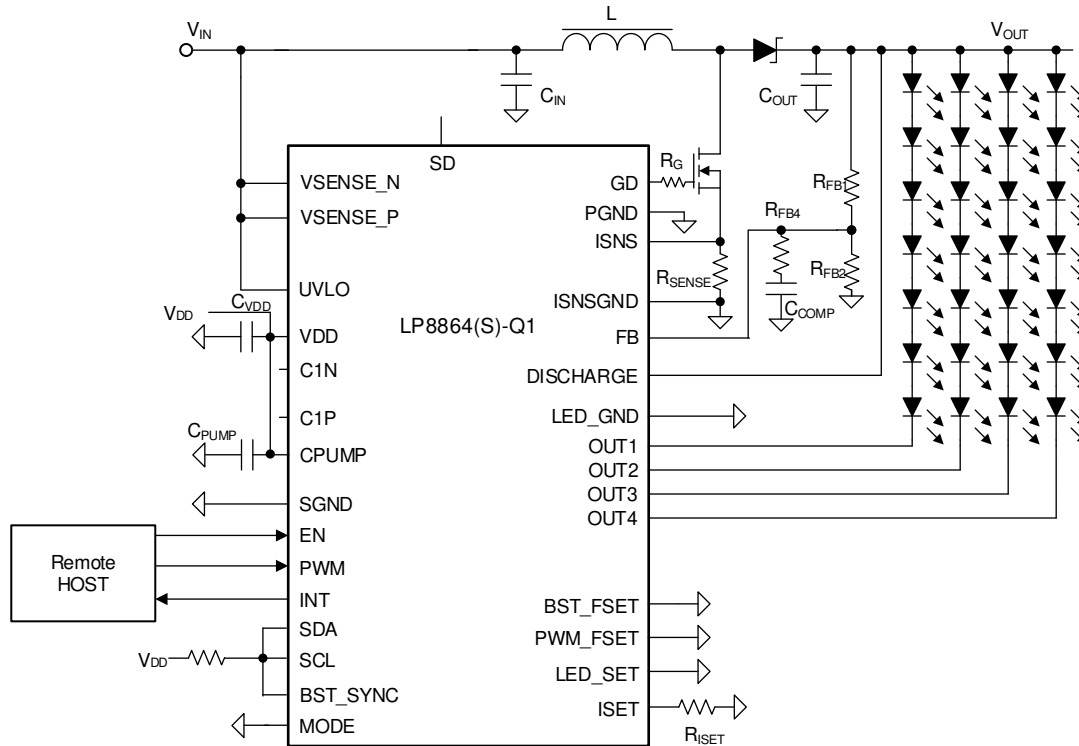 VIN
L
VOUT
CIN
COUT
SD
RG
VSENSE_N
GD
RFB1
VSENSE_P
PGND
RFB4
ISNS
RSENSE
RFB2
UVLO
ISNSGND
CCOMP
VDD
CVDD
LP8864(S)-Q1
VDD
FB
C1N
DISCHARGE
C1P
LED_GND
CPUMP
OUT1
CPUMP
OUT2
OUT3
SGND
OUT4
EN
Remote
HOST
PWM
INT
BST_FSET
SDA
PWM_FSET
VDD
SCL
LED_SET
BST_SYNC
ISET
MODE
RISET